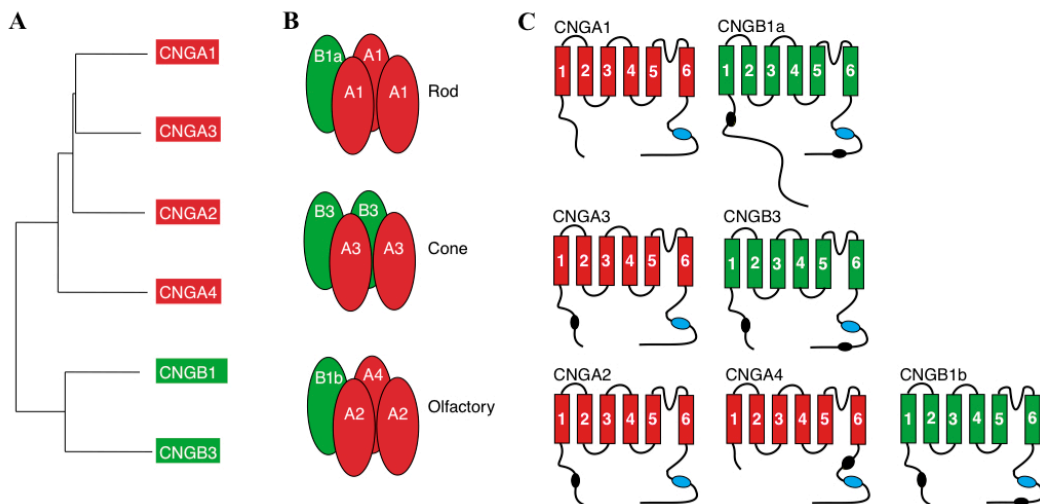 A
CNGA1
CNGA3
CNGA2
CNGA4
CNGB1
CNGB3
B
B1a A1
A1 A1
Rod
B3 B3
A3 A3
Cone
B1b A4
A2 A2
Olfactory
C
CNGA1
1 2 3 4 5 6
CNGB1a
1 2 3 4 5 6
CNGA3
1 2 3 4 5 6
CNGB3
1 2 3 4 5 6
CNGA2
1 2 3 4 5 6
CNGA4
1 2 3 4 5 6
CNGB1b
1 2 3 4 5 6